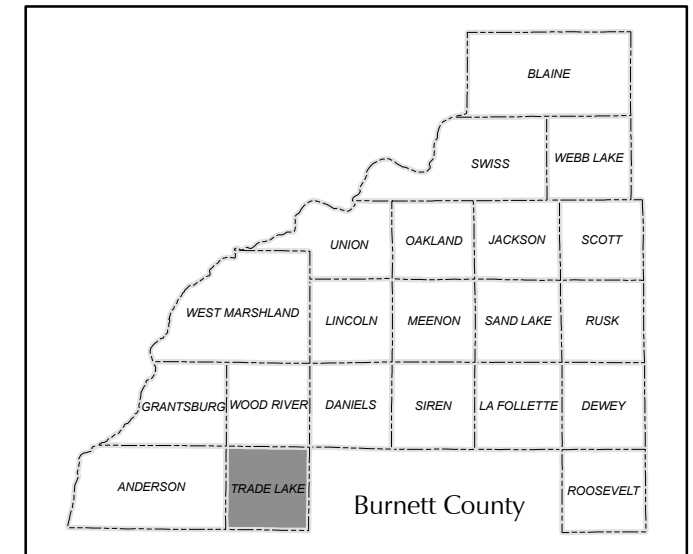 BLAINE
SWISS
WEBB LAKE
UNION
OAKLAND
JACKSON
SCOTT
WEST MARSHLAND
LINCOLN
MEENON
SAND LAKE
RUSK
GRANTSBURG
WOOD RIVER
DANIELS
SIREN
LA FOLLETTE
DEWEY
ANDERSON
TRADE LAKE
ROOSEVELT
Burnett County